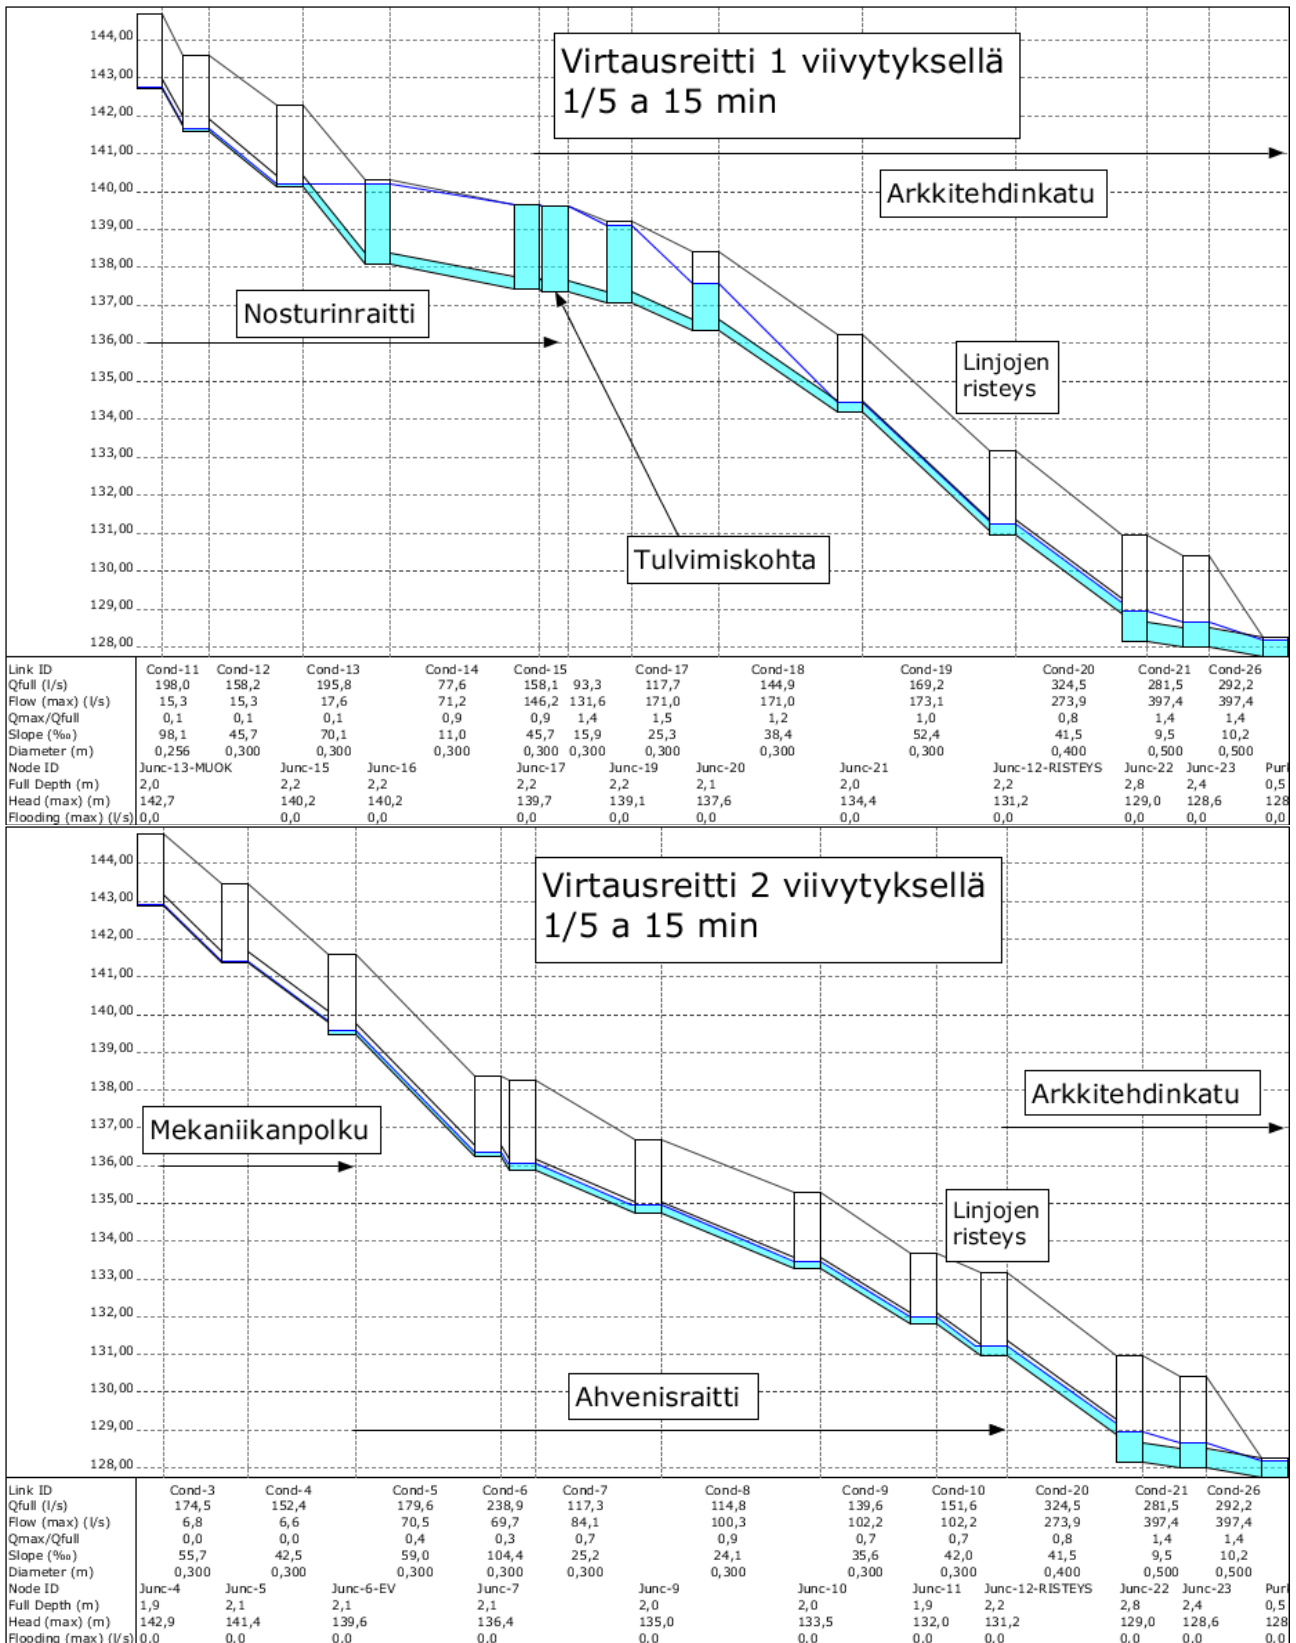 144,00
143,00
142,00
141,00
140,00
139,00
138,00
137,00
136,00
135,00
134,00
133,00
132,00
131,00
130,00
129,00
128,00
Virtausreitti 1 viivytyksellä
1/5 a 15 min
Arkkitehdinkatu
Nosturinraitti
Linjojen
risteys
Tulvimiskohta
Link ID Cond-11 Cond-12 Cond-13 Cond-14 Cond-15 Cond-17 Cond-18 Cond-19 Cond-20 Cond-21 Cond-26
Qfull (l/s) 198,0 158,2 195,8 77,6 158,1 93,3 117,7 144,9 169,2 324,5 281,5 292,2
Flow (max) (l/s) 15,3 15,3 17,6 71,2 146,2 131,6 171,0 171,0 173,1 273,9 397,4 397,4
Qmax/Qfull 0,1 0,1 0,1 0,9 0,9 1,4 1,5 1,2 1,0 0,8 1,4 1,4
Slope (‰) 98,1 45,7 70,1 11,0 45,7 15,9 25,3 38,4 52,4 41,5 9,5 10,2
Diameter (m) 0,256 0,300 0,300 0,300 0,300 0,300 0,300 0,300 0,300 0,400 0,500 0,500
Node ID Junc-13-MUOK Junc-15 Junc-16 Junc-17 Junc-19 Junc-20 Junc-21 Junc-12-RISTEYS Junc-22 Junc-23 Pur
Full Depth (m) 2,0 2,2 2,2 2,2 2,2 2,1 2,0 2,2 2,8 2,4 0,5
Head (max) (m) 142,7 140,2 140,2 139,7 139,1 137,6 134,4 131,2 129,0 128,6 128
Flooding (max) (l/s) 0,0 0,0 0,0 0,0 0,0 0,0 0,0 0,0 0,0 0,0 0,0
144,00
143,00
142,00
141,00
140,00
139,00
138,00
137,00
136,00
135,00
134,00
133,00
132,00
131,00
130,00
129,00
128,00
Virtausreitti 2 viivytyksellä
1/5 a 15 min
Arkkitehdinkatu
Mekaniikanpolku
Linjojen
risteys
Ahvenisraitti
Link ID Cond-3 Cond-4 Cond-5 Cond-6 Cond-7 Cond-8 Cond-9 Cond-10 Cond-20 Cond-21 Cond-26
Qfull (l/s) 174,5 152,4 179,6 238,9 117,3 114,8 139,6 151,6 324,5 281,5 292,2
Flow (max) (l/s) 6,8 6,6 70,5 69,7 84,1 100,3 102,2 102,2 273,9 397,4 397,4
Qmax/Qfull 0,0 0,0 0,4 0,3 0,7 0,9 0,7 0,7 0,8 1,4 1,4
Slope (‰) 55,7 42,5 59,0 104,4 25,2 24,1 35,6 42,0 41,5 9,5 10,2
Diameter (m) 0,300 0,300 0,300 0,300 0,300 0,300 0,300 0,300 0,400 0,500 0,500
Node ID Junc-4 Junc-5 Junc-6-EV Junc-7 Junc-9 Junc-10 Junc-11 Junc-12-RISTEYS Junc-22 Junc-23 Pur
Full Depth (m) 1,9 2,1 2,1 2,1 2,0 2,0 1,9 2,2 2,8 2,4 0,5
Head (max) (m) 142,9 141,4 139,6 136,4 135,0 133,5 132,0 131,2 129,0 128,6 128
Flooding (max) (l/s) 0,0 0,0 0,0 0,0 0,0 0,0 0,0 0,0 0,0 0,0 0,0